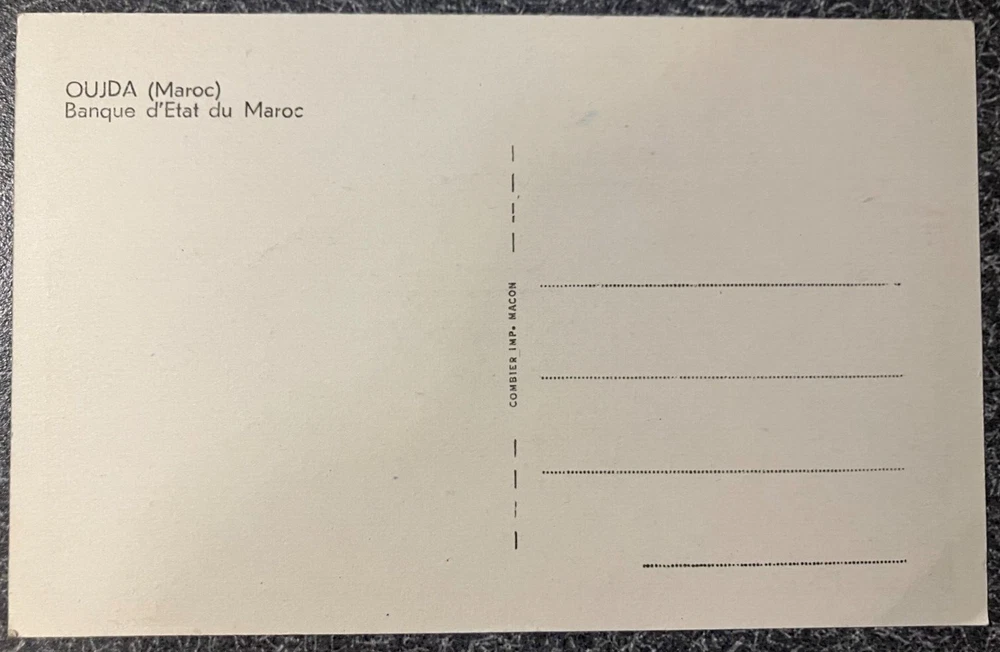 OUJDA (Maroc)
Banque d'Etat du Maroc
COMBIER IMP. MACON